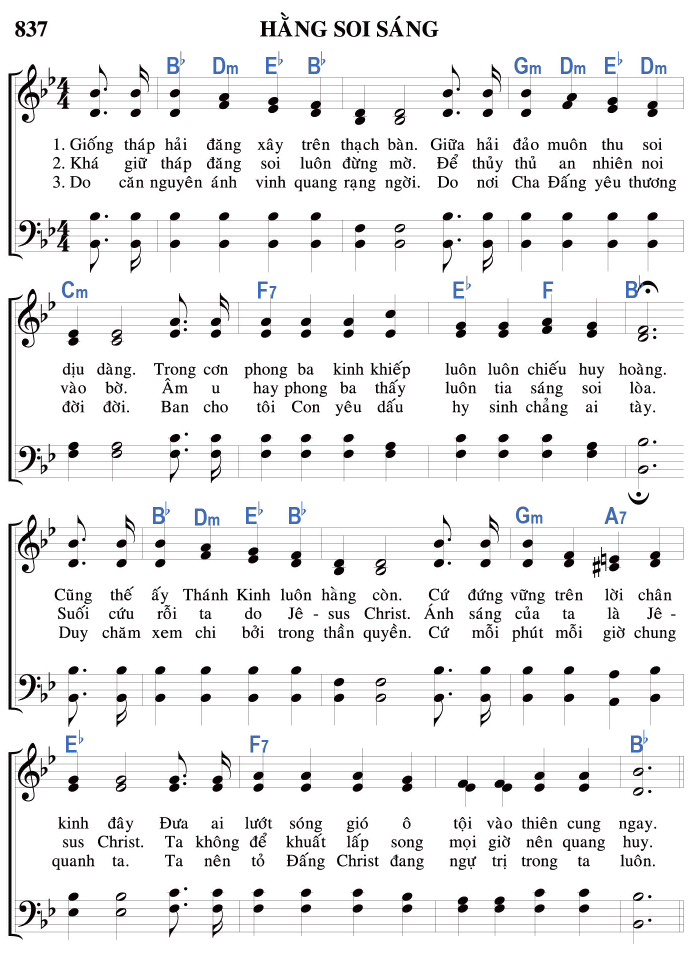 837 HẰNG SOI SÁNG
B♭ Dm E♭ B♭ Gm Dm E♭ Dm
1. Giống tháp hải đăng xây trên thạch bàn. Giữa hải đảo muôn thu soi
2. Khá giữ tháp đăng soi luôn đừng mờ. Để thủy thủ an nhiên noi
3. Do căn nguyên ánh vinh quang rạng ngời. Do nơi Cha Đấng yêu thương
Cm F7 E♭ F B♭
dịu dàng. Trong cơn phong ba kinh khiếp luôn luôn chiếu huy hoàng.
vào bờ. Âm u hay phong ba thấy luôn tia sáng soi lòa.
đời đời. Ban cho tôi Con yêu dấu hy sinh chẳng ai tày.
B♭ Dm E♭ B♭ Gm A7
Cũng thế ấy Thánh Kinh luôn hằng còn. Cứ đứng vững trên lời chân
Suối cứu rỗi ta do Jê - sus Christ. Ánh sáng của ta là Jê -
Duy chăm xem chi bởi trong thần quyền. Cứ mỗi phút mỗi giờ chung
E♭ F7 B♭
kinh đây Đưa ai lướt sóng gió ô tội vào thiên cung ngay.
sus Christ. Ta không để khuất lấp song mọi giờ nên quang huy.
quanh ta. Ta nên tỏ Đấng Christ đang ngự trị trong ta luôn.